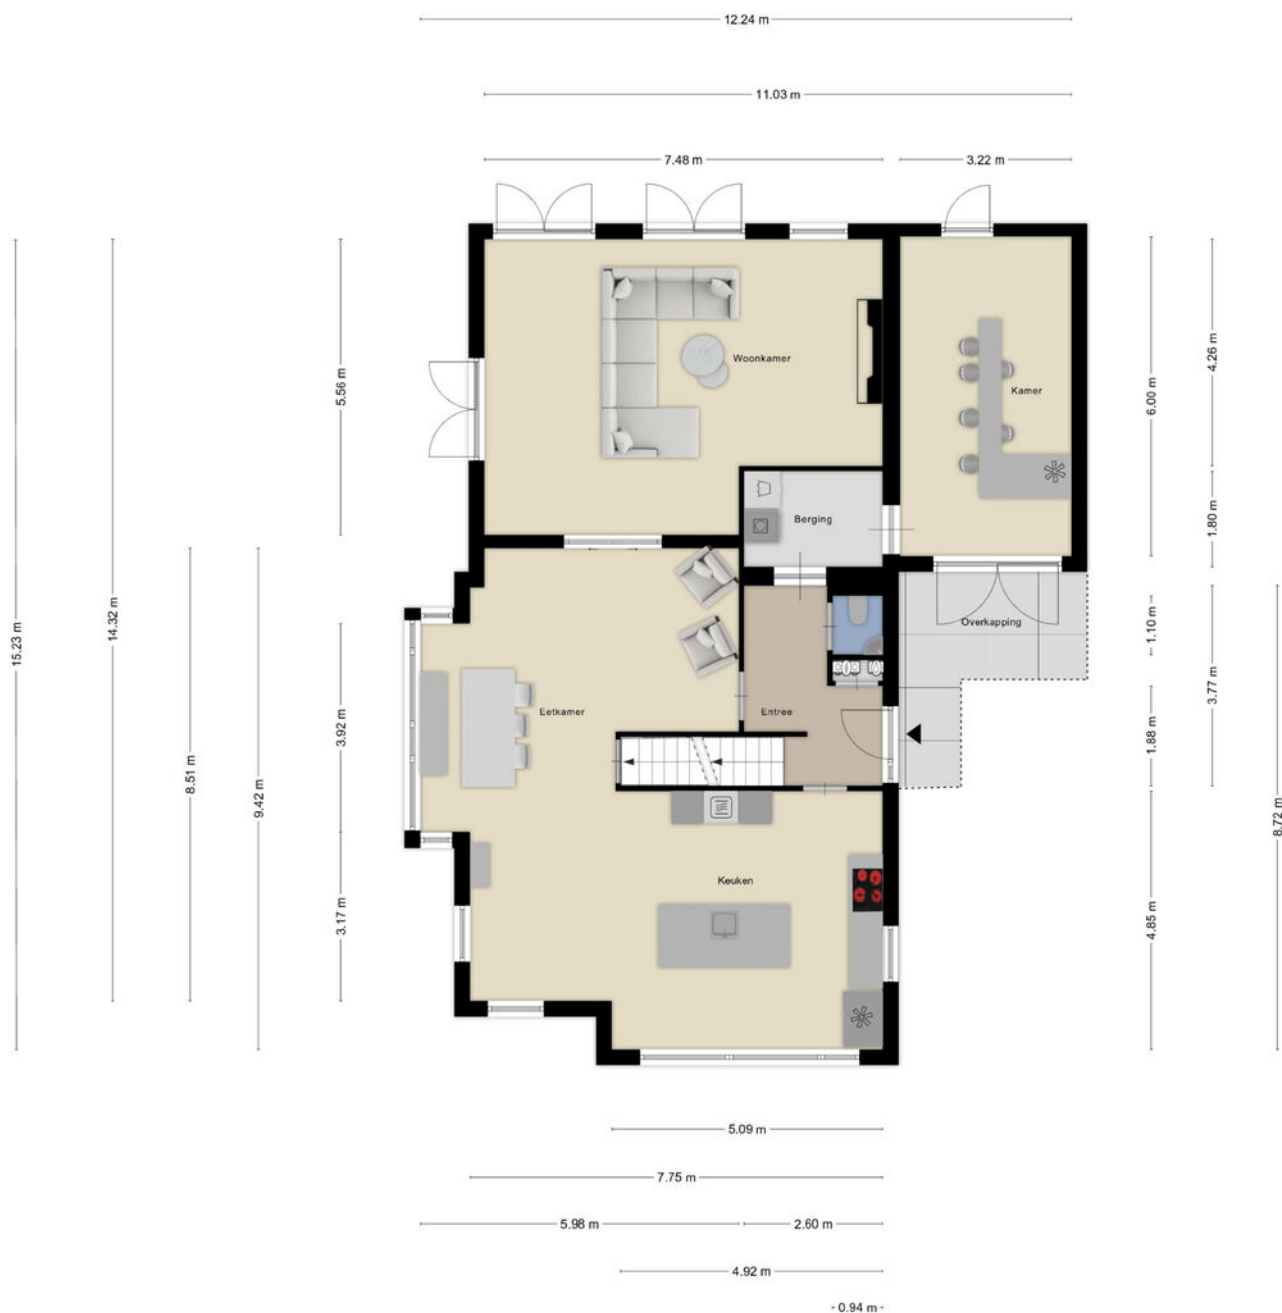 12.24 m
11.03 m
7.48 m
3.22 m
15.23 m
14.32 m
8.51 m
9.42 m
5.56 m
3.92 m
3.17 m
Woonkamer
Kamer
Berging
Overkapping
Eetkamer
Entree
Keuken
6.00 m
4.26 m
1.80 m
1.10 m
3.77 m
1.88 m
4.85 m
8.72 m
5.09 m
7.75 m
5.98 m
2.60 m
4.92 m
0.94 m